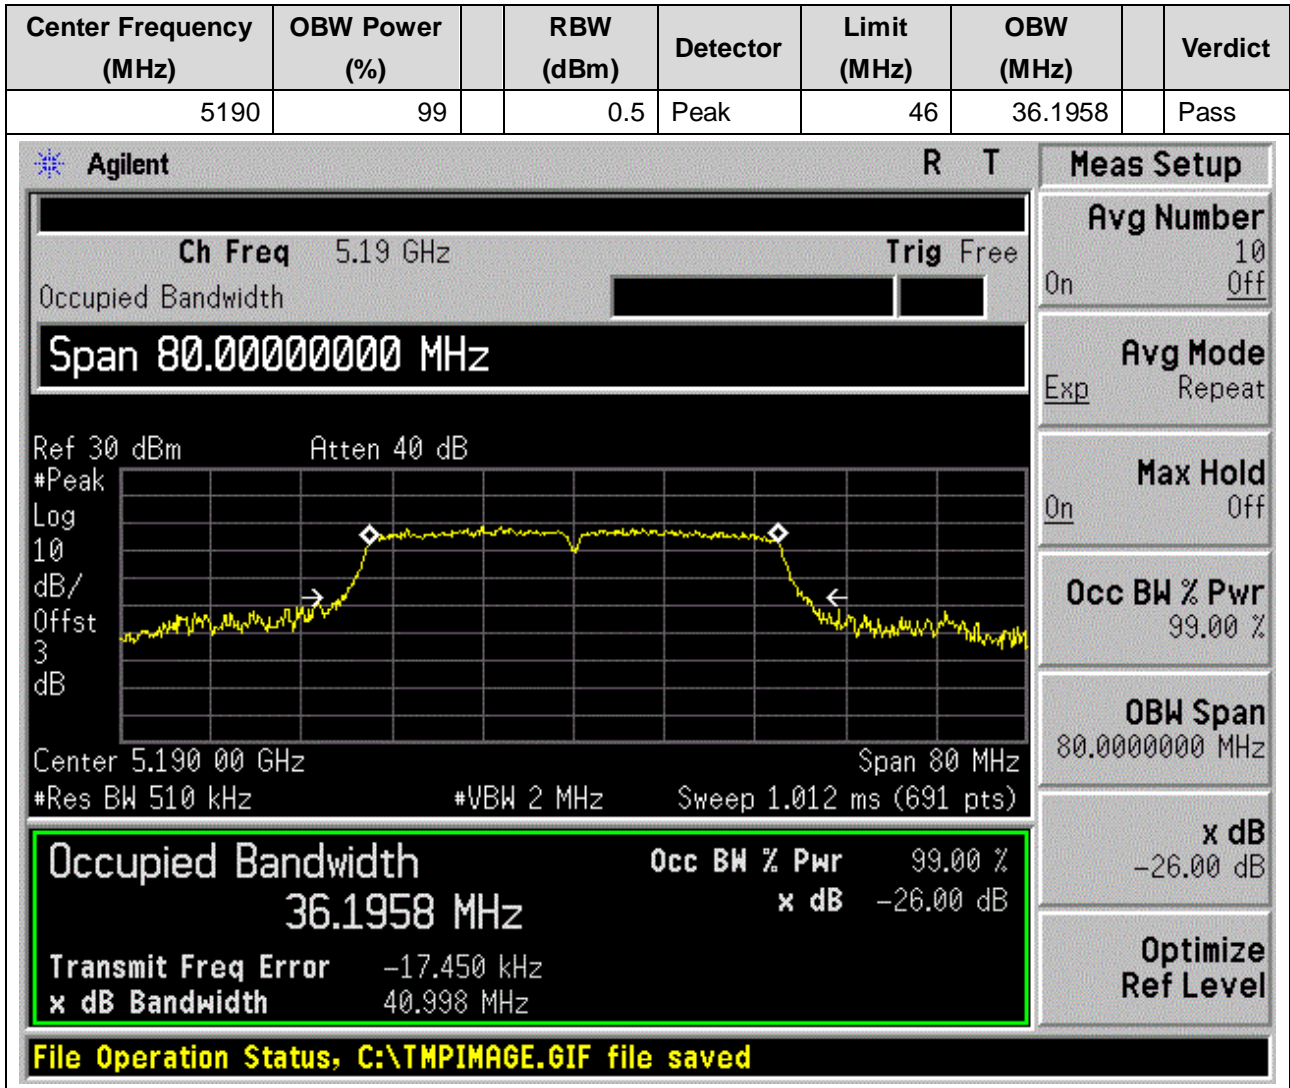 Center Frequency (MHz) OBW Power (%) RBW (dBm) Detector Limit (MHz) OBW (MHz) Verdict
5190 99 0.5 Peak 46 36.1958 Pass
Agilent R T
Ch Freq 5.19 GHz Trig Free
Occupied Bandwidth
Span 80.00000000 MHz
Ref 30 dBm Atten 40 dB
#Peak
Log
10
dB/
Offst
3
dB
Center 5.190 00 GHz Span 80 MHz
#Res BW 510 kHz #VBW 2 MHz Sweep 1.012 ms (691 pts)
Occupied Bandwidth Occ BW % Pwr 99.00 %
36.1958 MHz x dB -26.00 dB
Transmit Freq Error -17.450 kHz
x dB Bandwidth 40.998 MHz
File Operation Status, C:\TMPIMAGE.GIF file saved
Meas Setup
Avg Number
10
On Off
Avg Mode
Exp Repeat
Max Hold
On Off
Occ BW % Pwr
99.00 %
OBW Span
80.0000000 MHz
x dB
-26.00 dB
Optimize
Ref Level